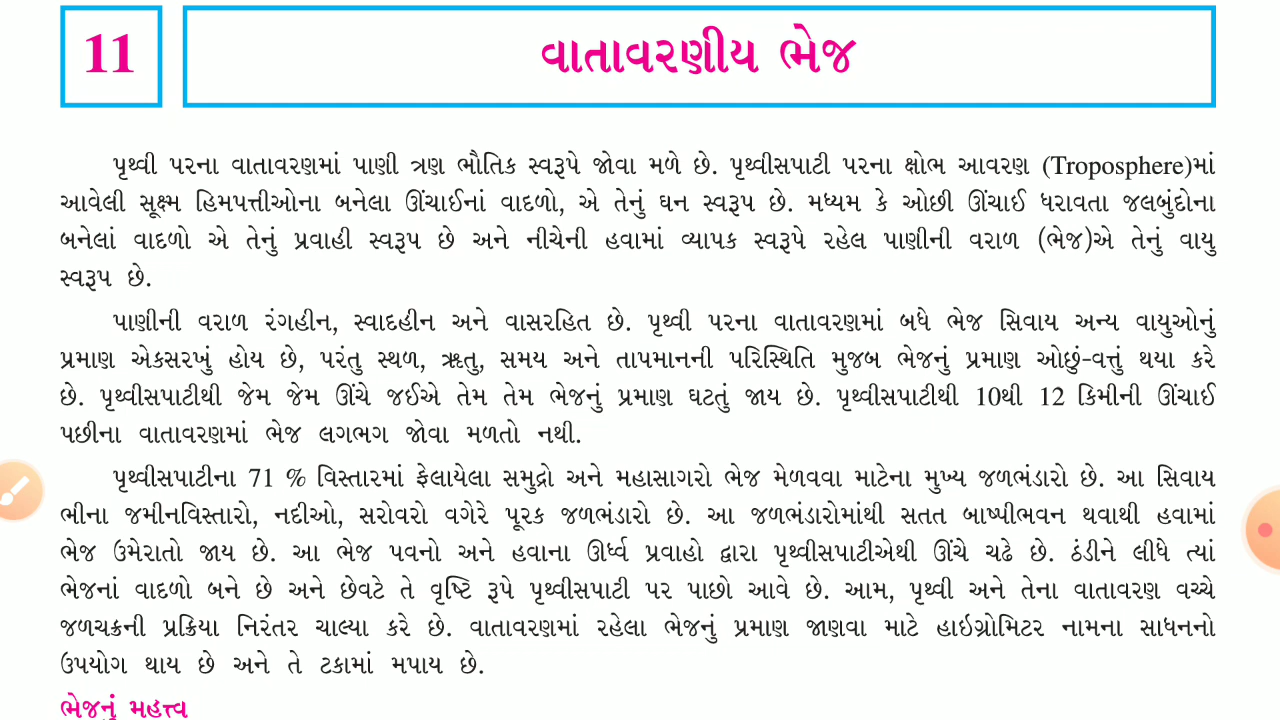 11
વાતાવરણીય ભેજ
પૃથ્વી પરના વાતાવરણમાં પાણી ત્રણ ભૌતિક સ્વરૂપે જોવા મળે છે. પૃથ્વીસપાટી પરના ક્ષોભ આવરણ (Troposphere)માં
આવેલી સૂક્ષ્મ હિમપત્તીઓના બનેલા ઊંચાઈનાં વાદળો, એ તેનું ઘન સ્વરૂપ છે. મધ્યમ કે ઓછી ઊંચાઈ ધરાવતા જલબુંદોના
બનેલાં વાદળો એ તેનું પ્રવાહી સ્વરૂપ છે અને નીચેની હવામાં વ્યાપક સ્વરૂપે રહેલ પાણીની વરાળ (ભેજ)એ તેનું વાયુ
સ્વરૂપ છે.
પાણીની વરાળ રંગહીન, સ્વાદહીન અને વાસરહિત છે. પૃથ્વી પરના વાતાવરણમાં બધે ભેજ સિવાય અન્ય વાયુઓનું
પ્રમાણ એકસરખું હોય છે, પરંતુ સ્થળ, ઋતુ, સમય અને તાપમાનની પરિસ્થિતિ મુજબ ભેજનું પ્રમાણ ઓછું-વત્તું થયા કરે
છે. પૃથ્વીસપાટીથી જેમ જેમ ઊંચે જઈએ તેમ તેમ ભેજનું પ્રમાણ ઘટતું જાય છે. પૃથ્વીસપાટીથી 10થી 12 કિમીની ઊંચાઈ
પછીના વાતાવરણમાં ભેજ લગભગ જોવા મળતો નથી.
પૃથ્વીસપાટીના 71 % વિસ્તારમાં ફેલાયેલા સમુદ્રો અને મહાસાગરો ભેજ મેળવવા માટેના મુખ્ય જળભંડારો છે. આ સિવાય
ભીના જમીનવિસ્તારો, નદીઓ, સરોવરો વગેરે પૂરક જળભંડારો છે. આ જળભંડારોમાંથી સતત બાષ્પીભવન થવાથી હવામાં
ભેજ ઉમેરાતો જાય છે. આ ભેજ પવનો અને હવાના ઊર્ધ્વ પ્રવાહો દ્વારા પૃથ્વીસપાટીએથી ઊંચે ચઢે છે. ઠંડીને લીધે ત્યાં
ભેજનાં વાદળો બને છે અને છેવટે તે વૃષ્ટિ રૂપે પૃથ્વીસપાટી પર પાછો આવે છે. આમ, પૃથ્વી અને તેના વાતાવરણ વચ્ચે
જળચક્રની પ્રક્રિયા નિરંતર ચાલ્યા કરે છે. વાતાવરણમાં રહેલા ભેજનું પ્રમાણ જાણવા માટે હાઇગ્રોમિટર નામના સાધનનો
ઉપયોગ થાય છે અને તે ટકામાં મપાય છે.
ભેજનું મહત્ત્વ